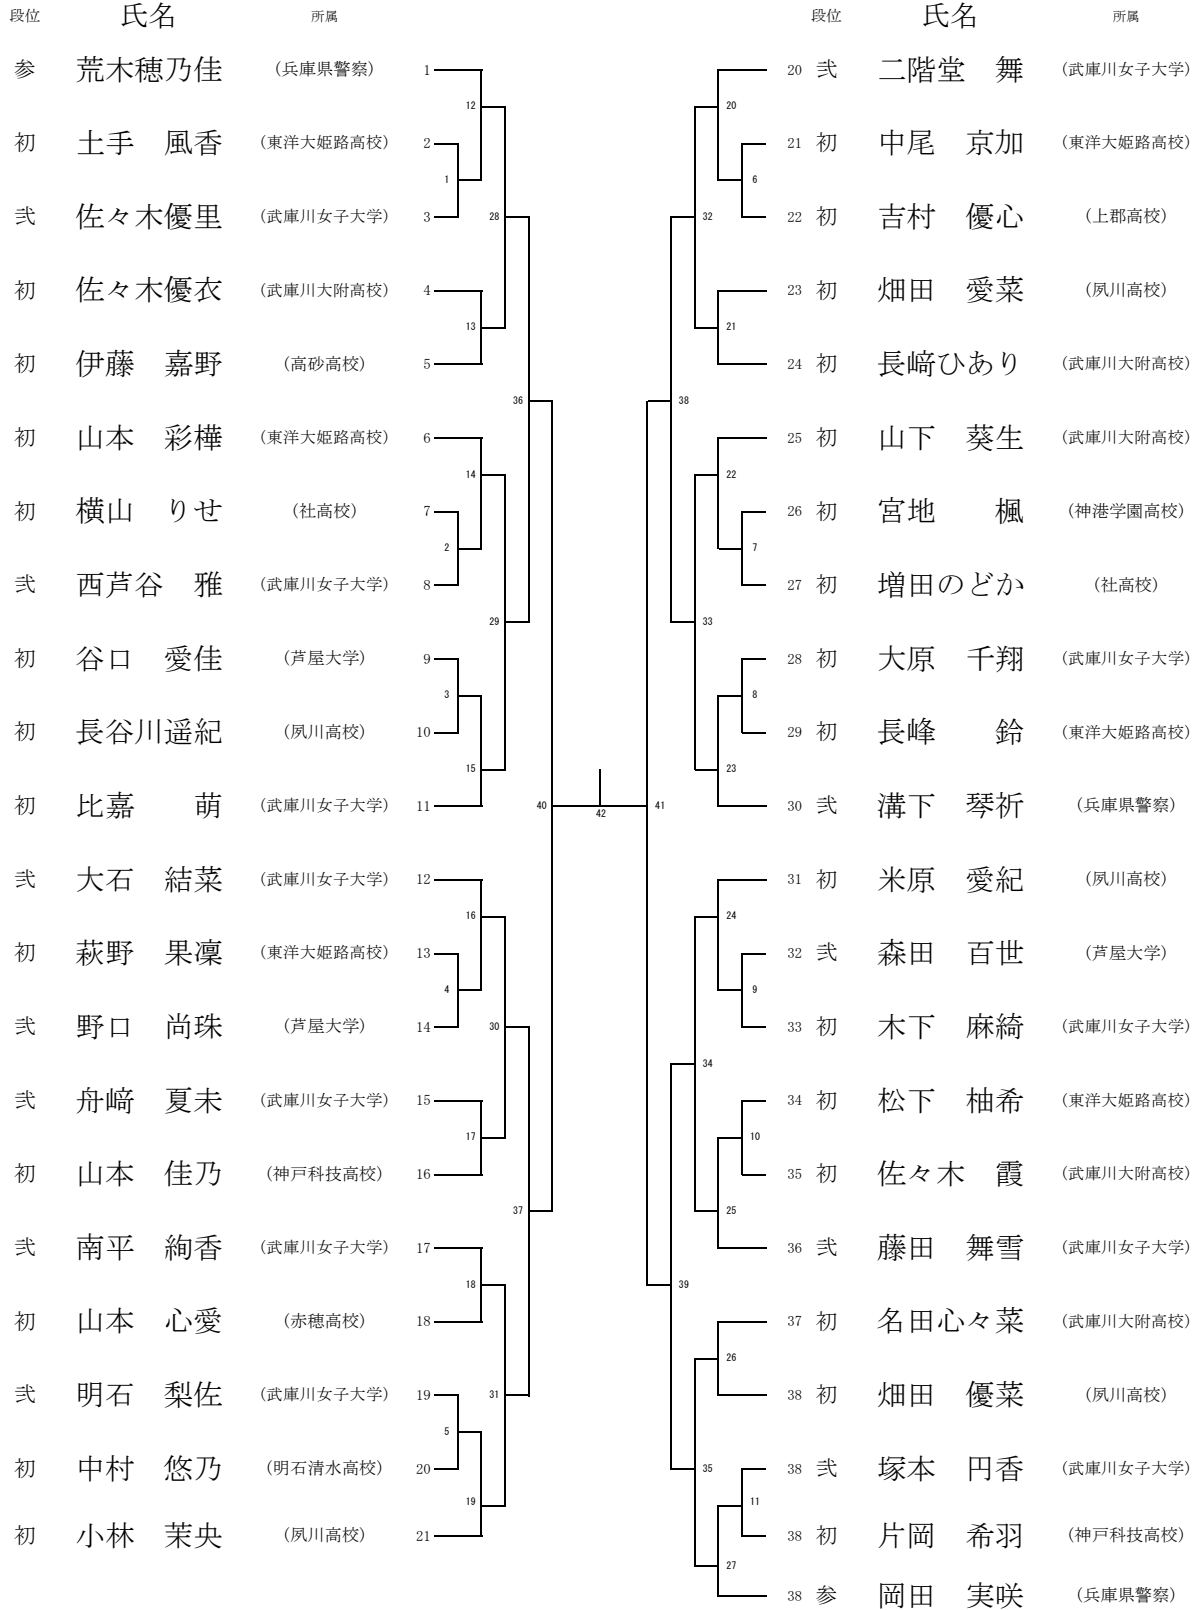 段位 氏名 所属
参 荒木穂乃佳 (兵庫県警察) 1
初 土手 風香 (東洋大姫路高校) 2
弐 佐々木優里 (武庫川女子大学) 3
初 佐々木優衣 (武庫川大附高校) 4
初 伊藤 嘉野 (高砂高校) 5
初 山本 彩樺 (東洋大姫路高校) 6
初 横山 りせ (社高校) 7
弐 西芦谷 雅 (武庫川女子大学) 8
初 谷口 愛佳 (芦屋大学) 9
初 長谷川遥紀 (夙川高校) 10
初 比嘉 萌 (武庫川女子大学) 11
弐 大石 結菜 (武庫川女子大学) 12
初 萩野 果凜 (東洋大姫路高校) 13
弐 野口 尚珠 (芦屋大学) 14
弐 舟﨑 夏未 (武庫川女子大学) 15
初 山本 佳乃 (神戸科技高校) 16
弐 南平 絢香 (武庫川女子大学) 17
初 山本 心愛 (赤穂高校) 18
弐 明石 梨佐 (武庫川女子大学) 19
初 中村 悠乃 (明石清水高校) 20
初 小林 茉央 (夙川高校) 21
12
1
28
13
36
14
2
29
3
15
40
16
4
30
17
37
18
31
5
19
42
段位 氏名 所属
20 弐 二階堂 舞 (武庫川女子大学)
21 初 中尾 京加 (東洋大姫路高校)
22 初 吉村 優心 (上郡高校)
23 初 畑田 愛菜 (夙川高校)
24 初 長﨑ひあり (武庫川大附高校)
25 初 山下 葵生 (武庫川大附高校)
26 初 宮地 楓 (神港学園高校)
27 初 増田のどか (社高校)
28 初 大原 千翔 (武庫川女子大学)
29 初 長峰 鈴 (東洋大姫路高校)
30 弐 溝下 琴祈 (兵庫県警察)
31 初 米原 愛紀 (夙川高校)
32 弐 森田 百世 (芦屋大学)
33 初 木下 麻綺 (武庫川女子大学)
34 初 松下 柚希 (東洋大姫路高校)
35 初 佐々木 霞 (武庫川大附高校)
36 弐 藤田 舞雪 (武庫川女子大学)
37 初 名田心々菜 (武庫川大附高校)
38 初 畑田 優菜 (夙川高校)
38 弐 塚本 円香 (武庫川女子大学)
38 初 片岡 希羽 (神戸科技高校)
38 参 岡田 実咲 (兵庫県警察)
20
6
32
21
38
22
7
33
8
23
41
24
9
34
10
25
39
26
35
11
27